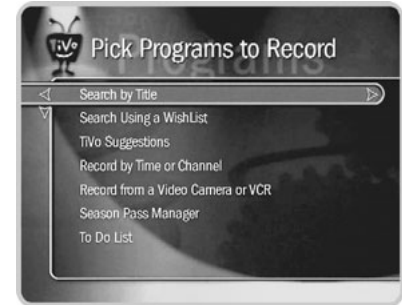 TiVo
Pick Programs to Record
Programs
Search by Title
Search Using a WishList
TiVo Suggestions
Record by Time or Channel
Record from a Video Camera or VCR
Season Pass Manager
To Do List